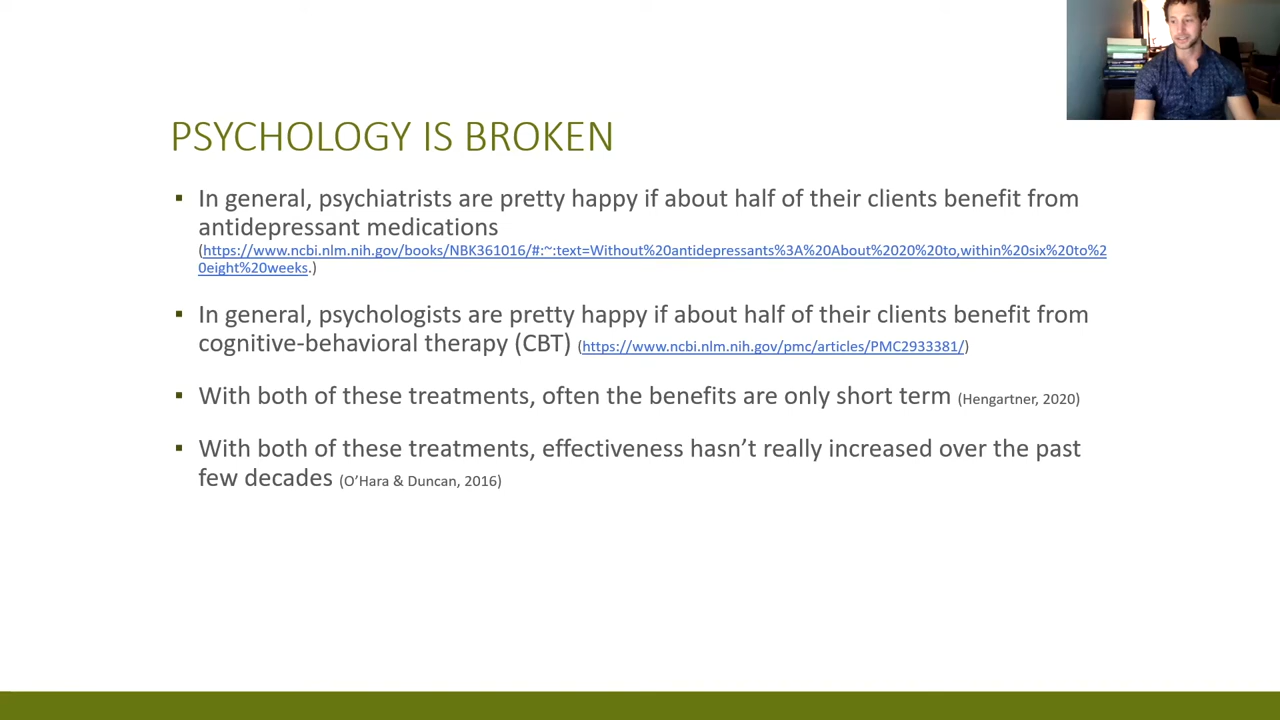 PSYCHOLOGY IS BROKEN
▪ In general, psychiatrists are pretty happy if about half of their clients benefit from
antidepressant medications
(https://www.ncbi.nlm.nih.gov/books/NBK361016/#:~:text=Without%20antidepressants%3A%20About%2020%20to,within%20six%20to%2
0eight%20weeks.)
▪ In general, psychologists are pretty happy if about half of their clients benefit from
cognitive-behavioral therapy (CBT) (https://www.ncbi.nlm.nih.gov/pmc/articles/PMC2933381/)
▪ With both of these treatments, often the benefits are only short term (Hengartner, 2020)
▪ With both of these treatments, effectiveness hasn’t really increased over the past
few decades (O’Hara & Duncan, 2016)